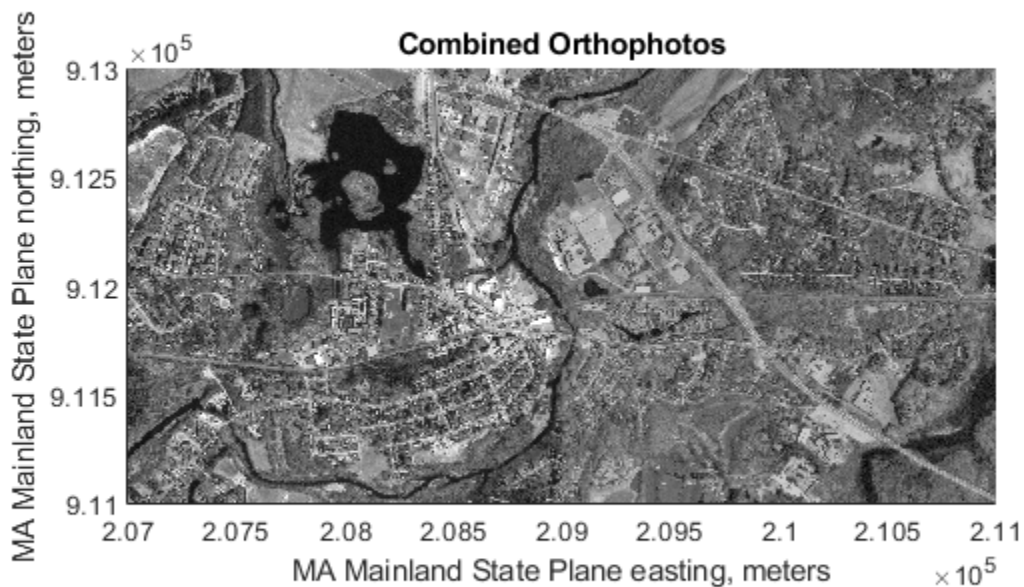 Combined Orthophotos
× 10^5
9.13
9.125
9.12
9.115
9.11
MA Mainland State Plane northing, meters
2.07 2.075 2.08 2.085 2.09 2.095 2.1 2.105 2.11
MA Mainland State Plane easting, meters
× 10^5